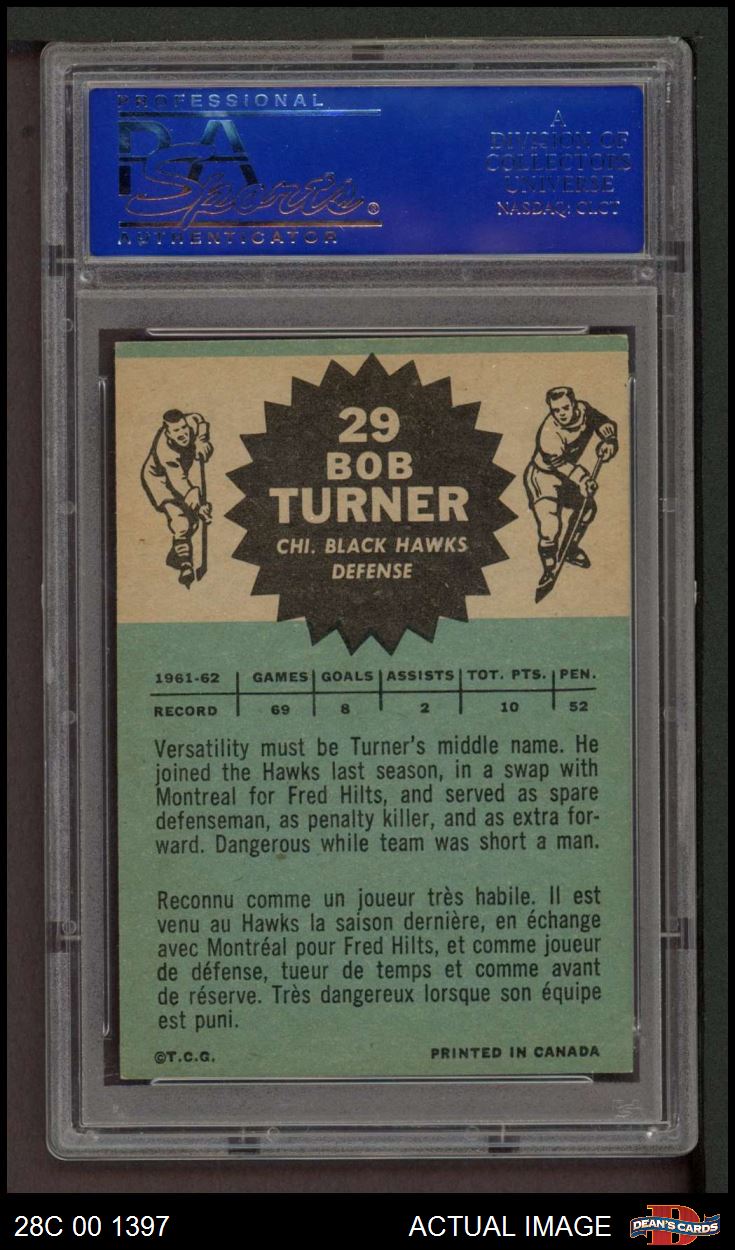 PROFESSIONAL
PSA
Sports®
AUTHENTICATOR
A
DIVISION OF
COLLECTORS
UNIVERSE
NASDAQ: CLCT
29
BOB
TURNER
CHI. BLACK HAWKS
DEFENSE
1961-62 GAMES GOALS ASSISTS TOT. PTS. PEN.
RECORD 69 8 2 10 52
Versatility must be Turner's middle name. He
joined the Hawks last season, in a swap with
Montreal for Fred Hilts, and served as spare
defenseman, as penalty killer, and as extra for-
ward. Dangerous while team was short a man.
Reconnu comme un joueur très habile. Il est
venu au Hawks la saison dernière, en échange
avec Montréal pour Fred Hilts, et comme joueur
de défense, tueur de temps et comme avant
de réserve. Très dangereux lorsque son équipe
est puni.
©T.C.G. PRINTED IN CANADA
28C 00 1397 ACTUAL IMAGE DEAN'S CARDS